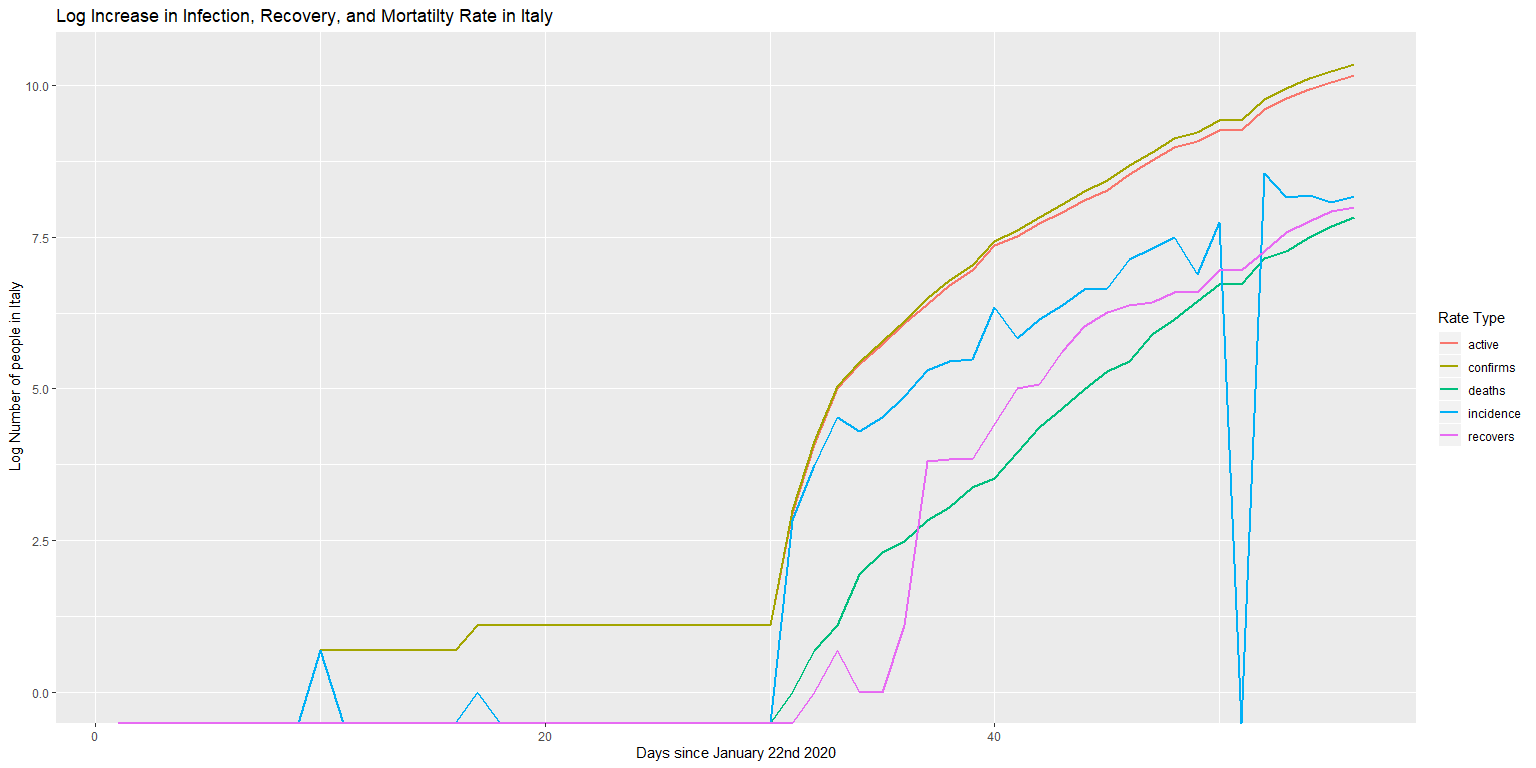 Log Increase in Infection, Recovery, and Mortatilty Rate in Italy
Log Number of people in Italy
10.0
7.5
5.0
2.5
0.0
0 20 40
Days since January 22nd 2020
Rate Type
active
confirms
deaths
incidence
recovers